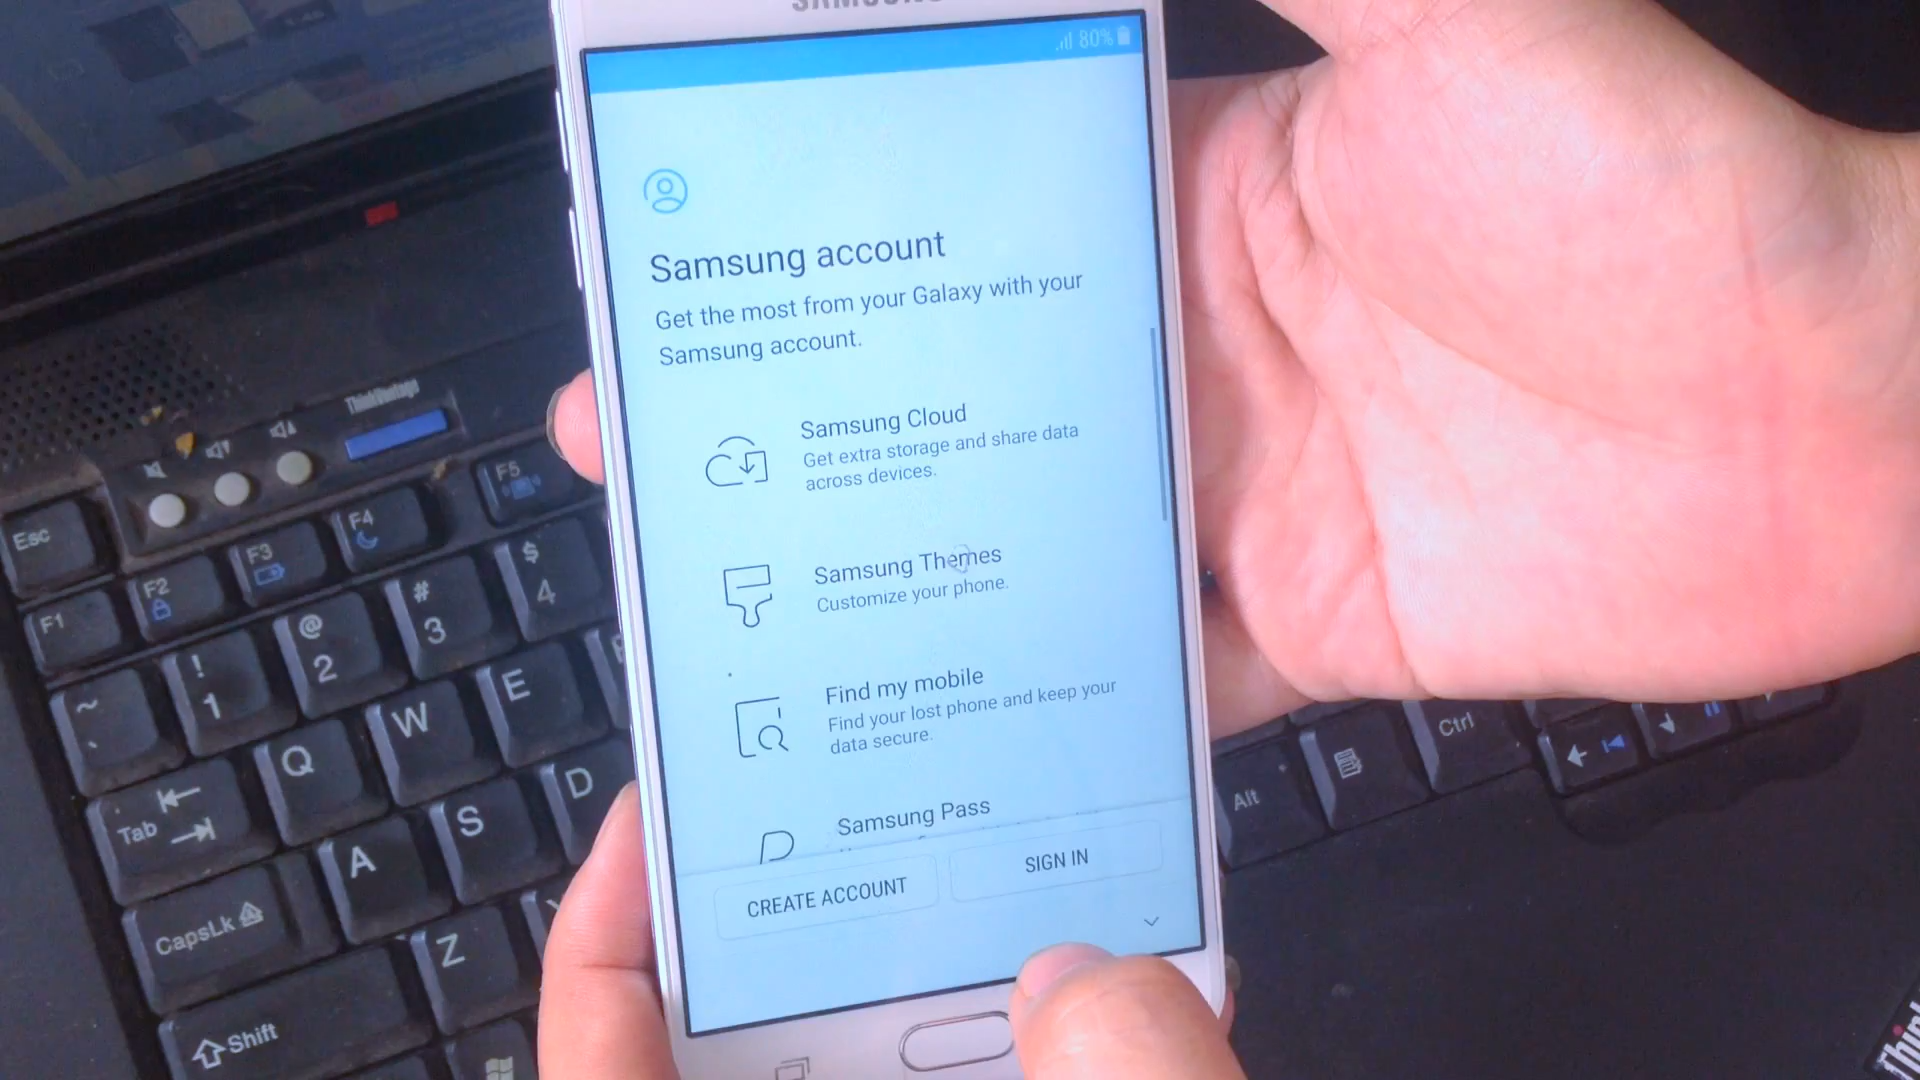 SAMSUNG
80%
Samsung account
Get the most from your Galaxy with your
Samsung account.
Samsung Cloud
Get extra storage and share data
across devices.
Samsung Themes
Customize your phone.
Find my mobile
Find your lost phone and keep your
data secure.
Samsung Pass
CREATE ACCOUNT
SIGN IN
ThinkVantage
Esc
F1
F2
F3
F4
F5
~
! 1
@ 2
# 3
$ 4
Tab
Q
W
E
CapsLk
A
S
D
Shift
Z
Alt
Ctrl